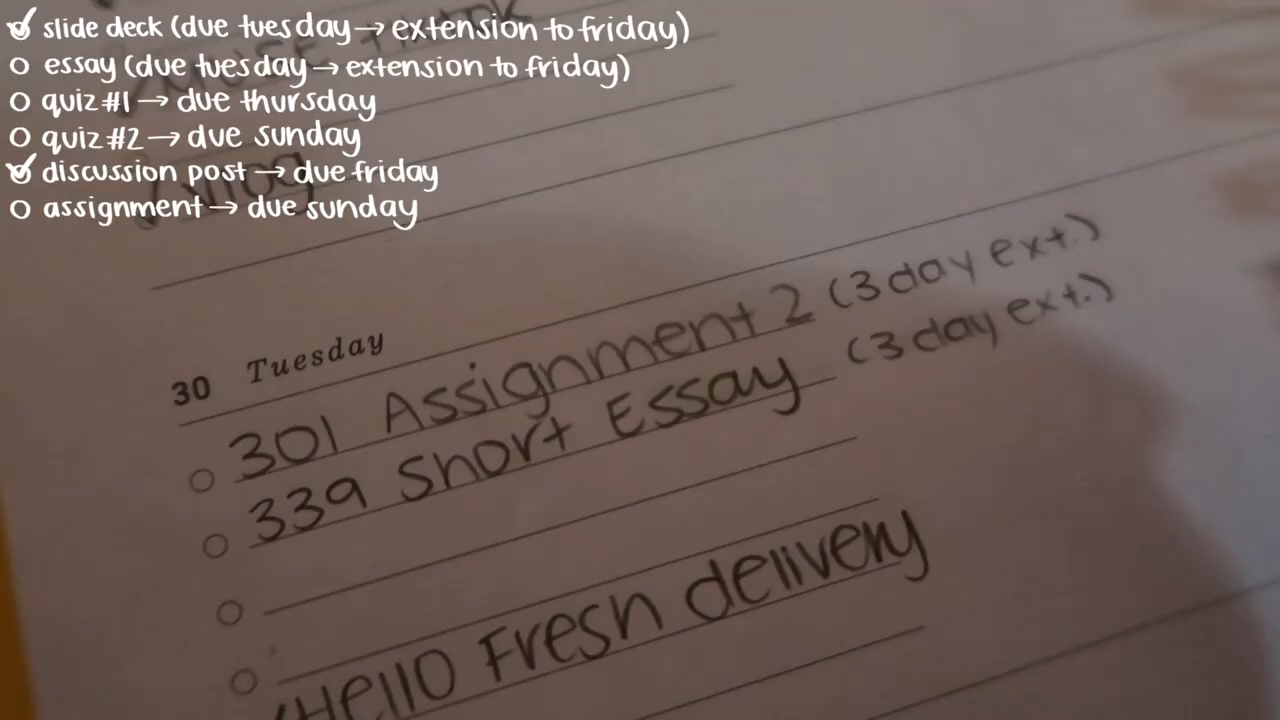 slide deck (due tuesday → extension to friday)
essay (due tuesday → extension to friday)
quiz #1 → due thursday
quiz #2 → due sunday
discussion post → due friday
assignment → due sunday
vlog
30 Tuesday
301 Assignment 2 (3 day ext.)
339 Short Essay (3 day ext.)
Hello Fresh delivery